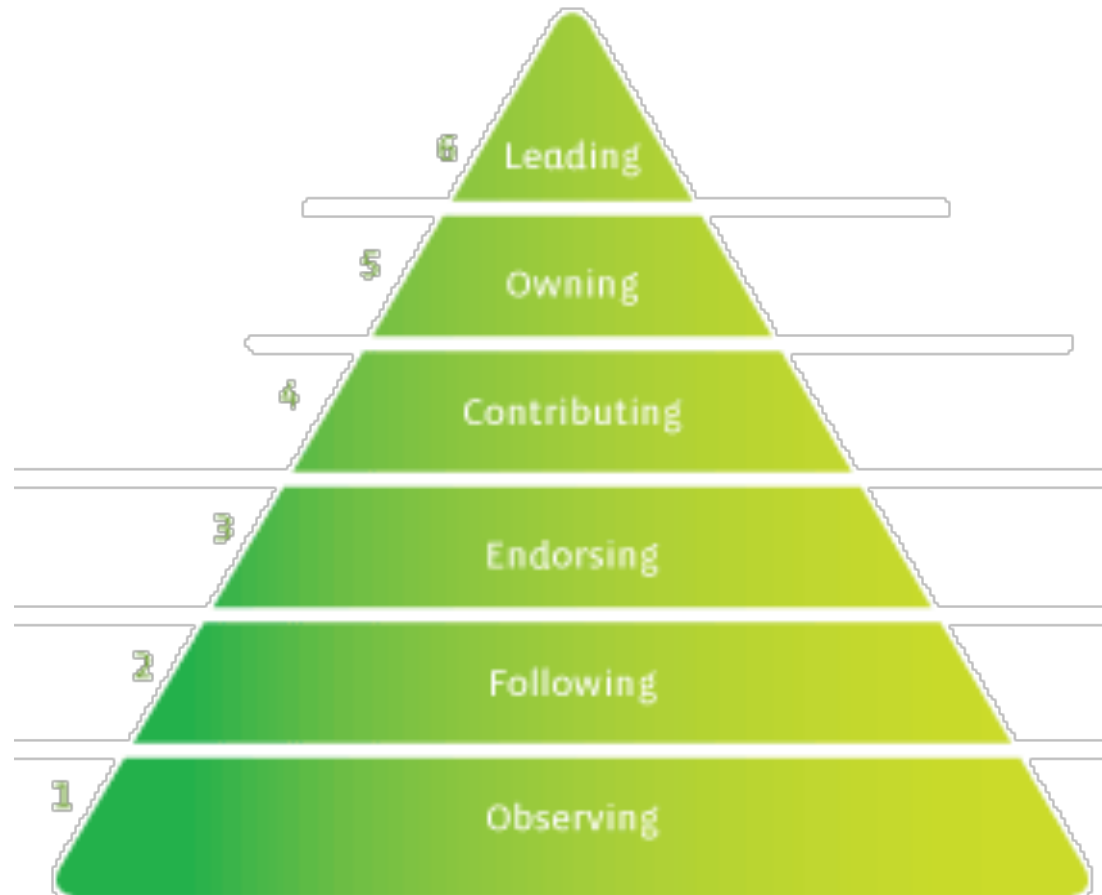 6 Leading
5 Owning
4 Contributing
3 Endorsing
2 Following
1 Observing